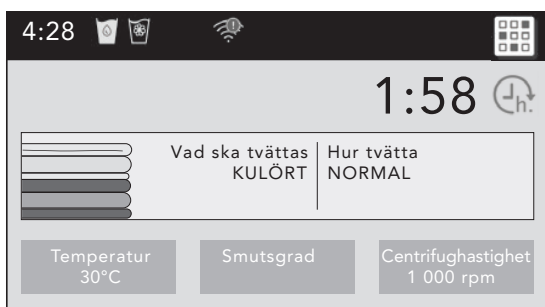 4:28
1:58 h.
Vad ska tvättas
KULÖRT
Hur tvätta
NORMAL
Temperatur
30°C
Smutsgrad
Centrifughastighet
1 000 rpm